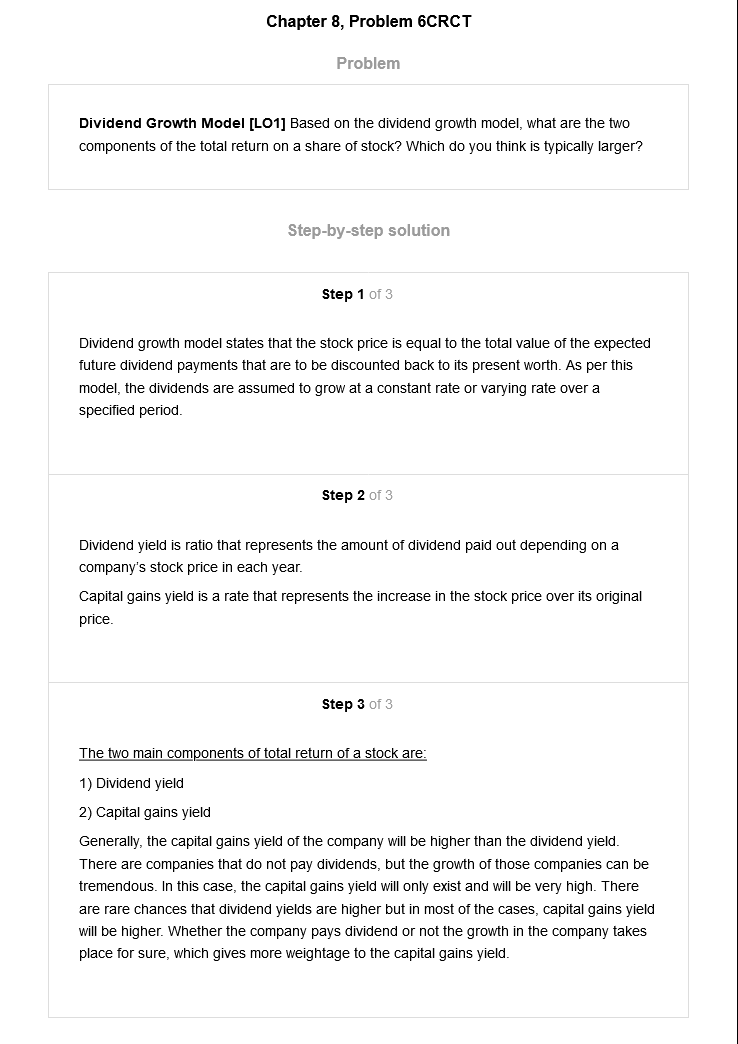 Chapter 8, Problem 6CRCT
Problem
Dividend Growth Model [LO1] Based on the dividend growth model, what are the two
components of the total return on a share of stock? Which do you think is typically larger?
Step-by-step solution
Step 1 of 3
Dividend growth model states that the stock price is equal to the total value of the expected
future dividend payments that are to be discounted back to its present worth. As per this
model, the dividends are assumed to grow at a constant rate or varying rate over a
specified period.
Step 2 of 3
Dividend yield is ratio that represents the amount of dividend paid out depending on a
company's stock price in each year.
Capital gains yield is a rate that represents the increase in the stock price over its original
price.
Step 3 of 3
The two main components of total return of a stock are:
1) Dividend yield
2) Capital gains yield
Generally, the capital gains yield of the company will be higher than the dividend yield.
There are companies that do not pay dividends, but the growth of those companies can be
tremendous. In this case, the capital gains yield will only exist and will be very high. There
are rare chances that dividend yields are higher but in most of the cases, capital gains yield
will be higher. Whether the company pays dividend or not the growth in the company takes
place for sure, which gives more weightage to the capital gains yield.